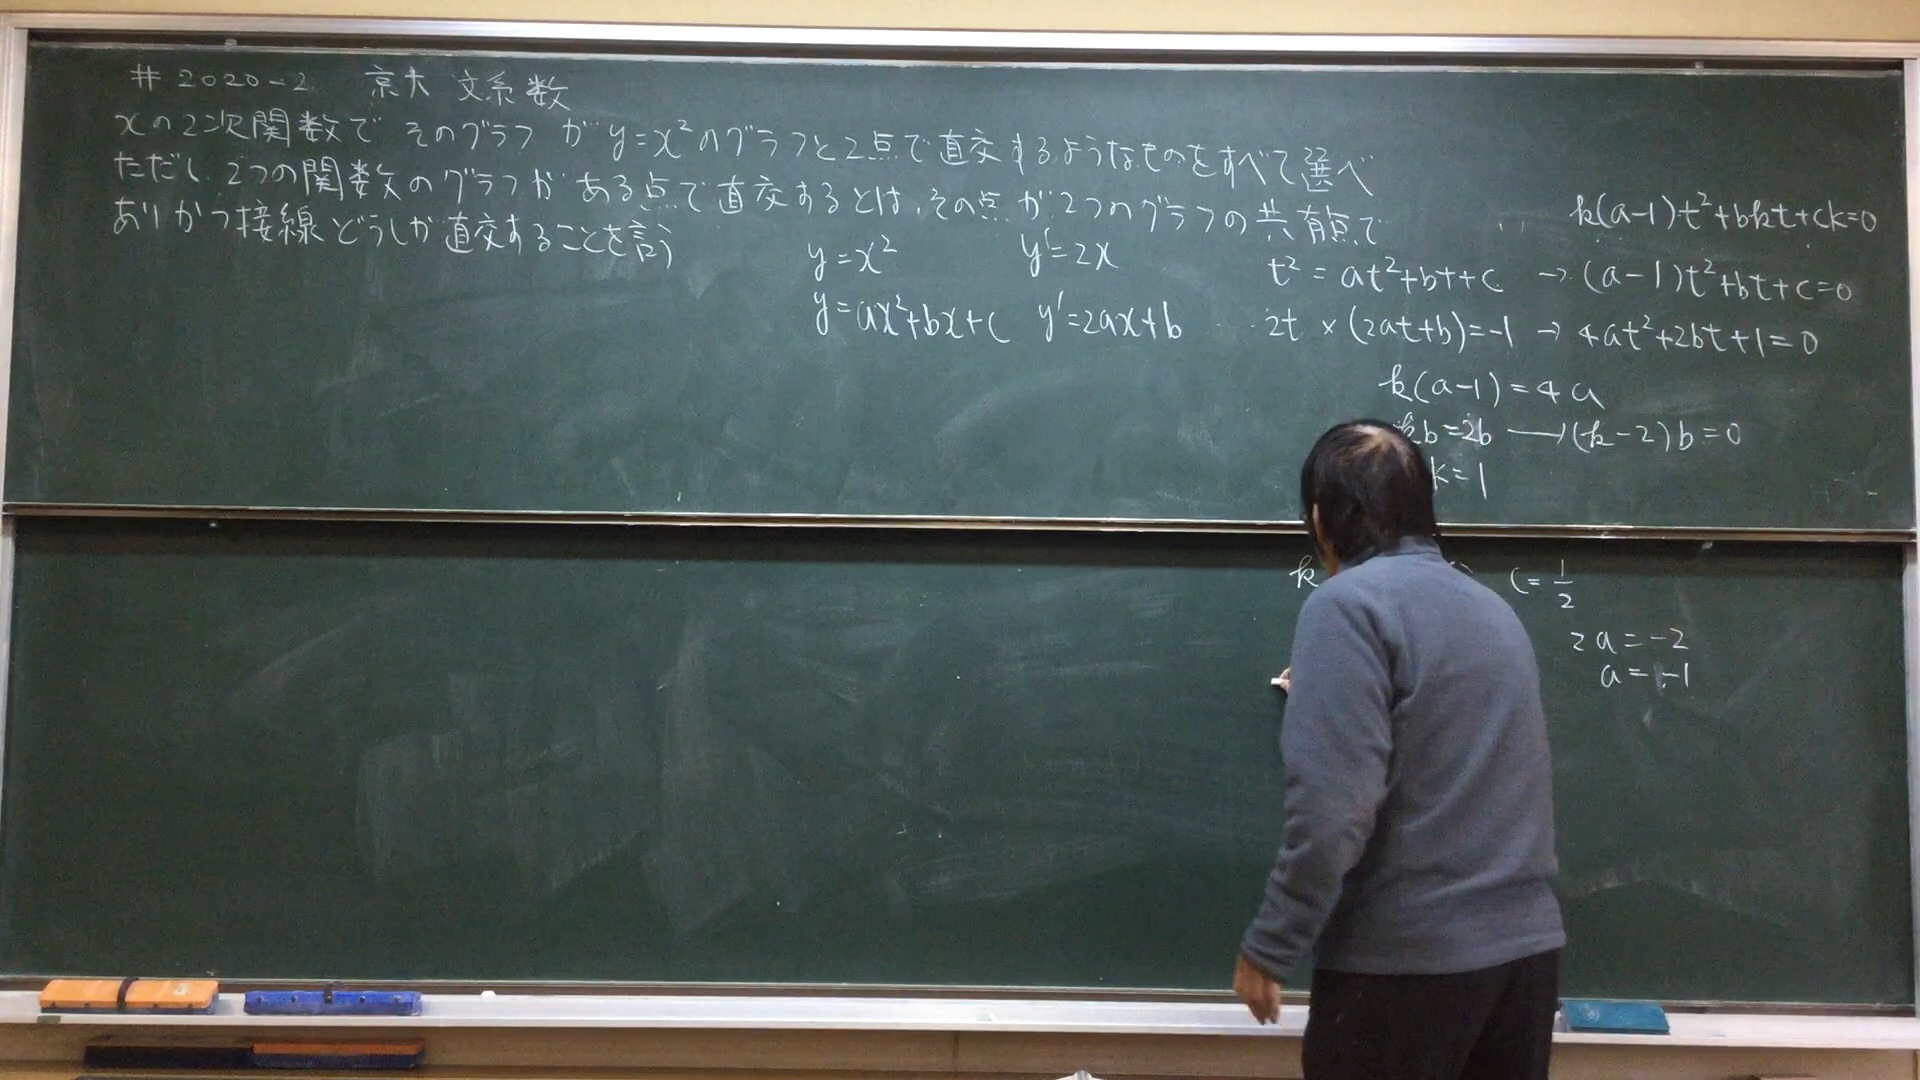 # 2020-2 京大 文系数
xの2次関数で そのグラフ が y=x²のグラフと2点で直交するようなものをすべて選べ
ただし 2つの関数のグラフが ある点で直交するとは、その点が2つのグラフの共有点で
ありかつ接線どうしが直交することを言う
y=x² y'=2x
y=ax²+bx+c y'=2ax+b
k(a-1)t²+bkt+ck=0
t²=at²+bt+c → (a-1)t²+bt+c=0
2t×(2at+b)=-1 → 4at²+2bt+1=0
k(a-1)=4a
kb=2b → (k-2)b=0
k=1
k c=1/2
2a=-2
a=-1